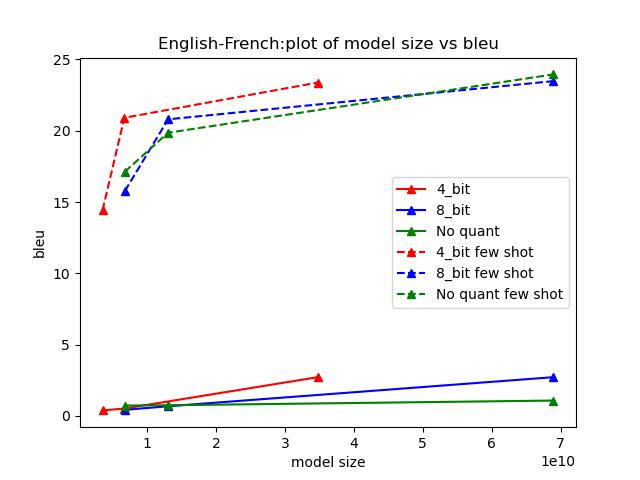 English-French:plot of model size vs bleu
25
20
15
10
5
0
bleu
4_bit
8_bit
No quant
4_bit few shot
8_bit few shot
No quant few shot
1 2 3 4 5 6 7
1e10
model size